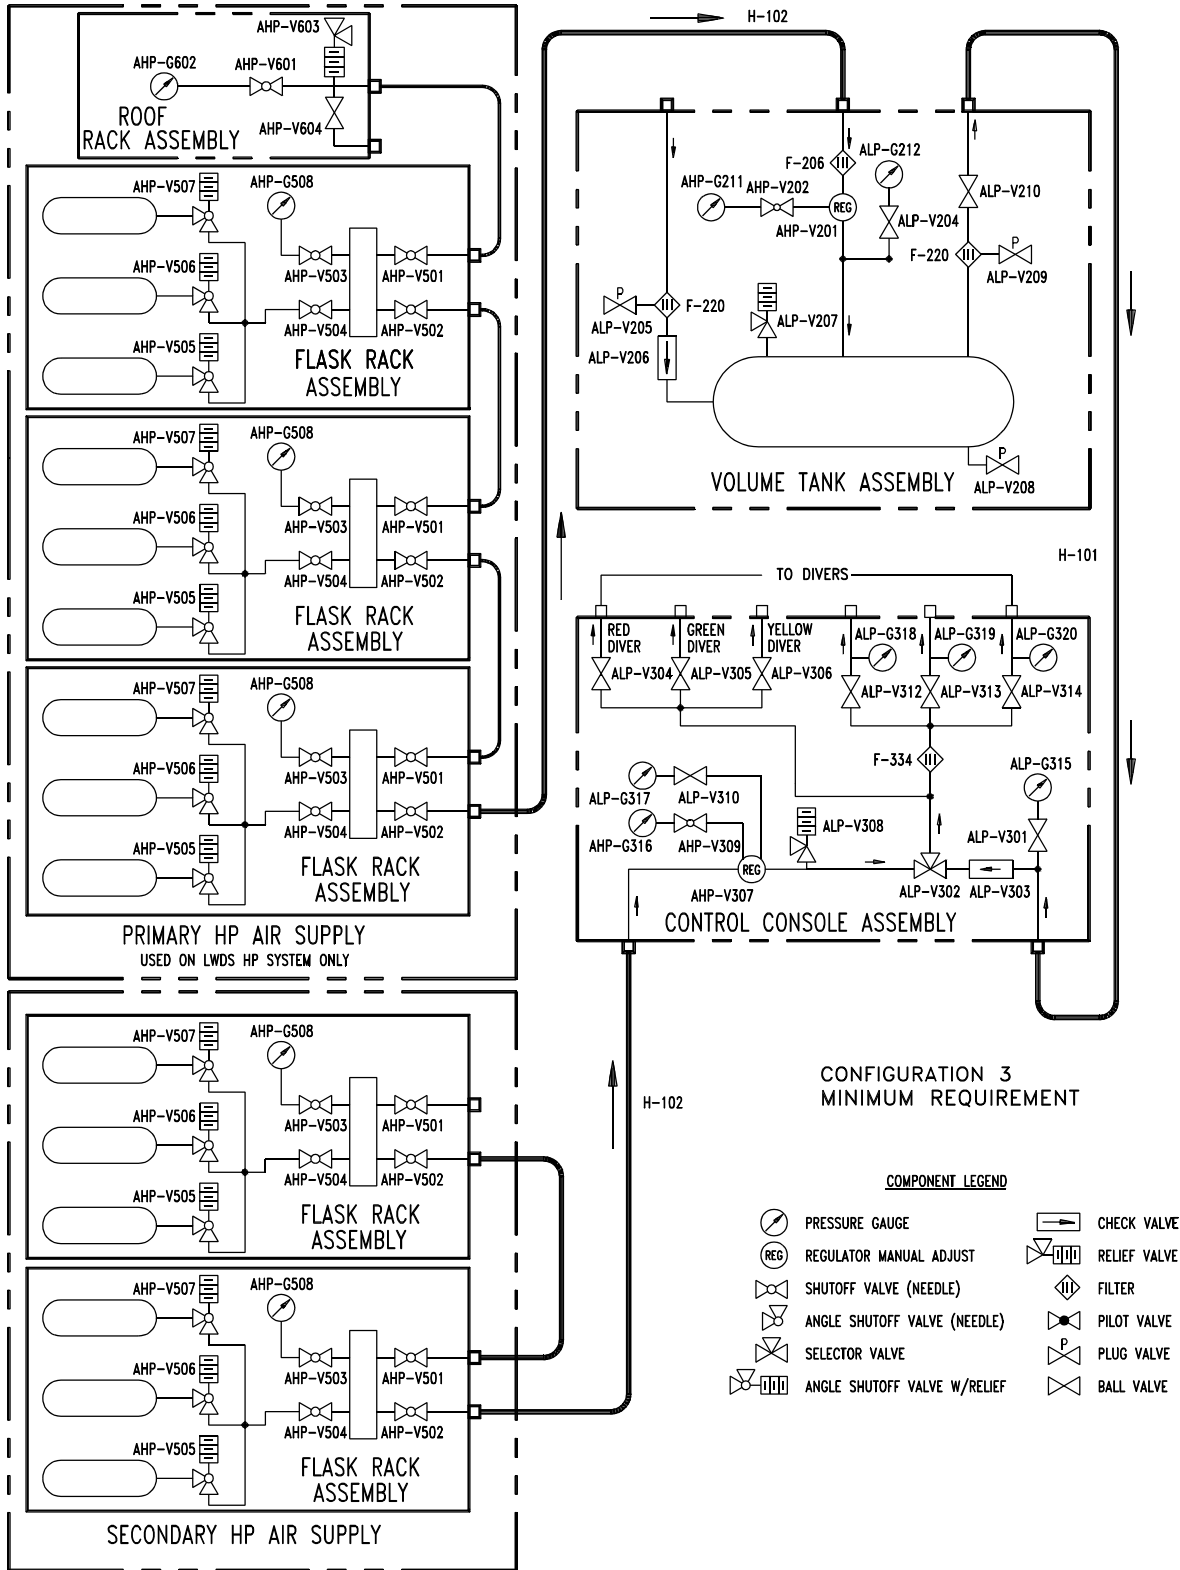 H-102
AHP-V603
AHP-G602
AHP-V601
AHP-V604
ROOF
RACK ASSEMBLY
AHP-V507
AHP-G508
AHP-V506
AHP-V503
AHP-V501
AHP-V504
AHP-V502
AHP-V505
FLASK RACK
ASSEMBLY
AHP-V507
AHP-G508
AHP-V506
AHP-V503
AHP-V501
AHP-V504
AHP-V502
AHP-V505
FLASK RACK
ASSEMBLY
AHP-V507
AHP-G508
AHP-V506
AHP-V503
AHP-V501
AHP-V504
AHP-V502
AHP-V505
FLASK RACK
ASSEMBLY
PRIMARY HP AIR SUPPLY
USED ON LWDS HP SYSTEM ONLY
AHP-V507
AHP-G508
AHP-V506
AHP-V503
AHP-V501
AHP-V504
AHP-V502
AHP-V505
FLASK RACK
ASSEMBLY
AHP-V507
AHP-G508
AHP-V506
AHP-V503
AHP-V501
AHP-V504
AHP-V502
AHP-V505
FLASK RACK
ASSEMBLY
SECONDARY HP AIR SUPPLY
F-206
ALP-G212
AHP-G211
AHP-V202
REG
AHP-V201
ALP-V204
ALP-V210
F-220
P
ALP-V209
P
ALP-V205
F-220
ALP-V207
ALP-V206
VOLUME TANK ASSEMBLY
P
ALP-V208
H-101
TO DIVERS
RED
DIVER
GREEN
DIVER
YELLOW
DIVER
ALP-G318
ALP-G319
ALP-G320
ALP-V304
ALP-V305
ALP-V306
ALP-V312
ALP-V313
ALP-V314
F-334
ALP-G315
ALP-G317
ALP-V310
ALP-V308
ALP-V301
AHP-G316
AHP-V309
REG
AHP-V307
ALP-V302
ALP-V303
CONTROL CONSOLE ASSEMBLY
H-102
CONFIGURATION 3
MINIMUM REQUIREMENT
COMPONENT LEGEND
PRESSURE GAUGE
REG
REGULATOR MANUAL ADJUST
SHUTOFF VALVE (NEEDLE)
ANGLE SHUTOFF VALVE (NEEDLE)
SELECTOR VALVE
ANGLE SHUTOFF VALVE W/RELIEF
CHECK VALVE
RELIEF VALVE
FILTER
PILOT VALVE
P
PLUG VALVE
BALL VALVE